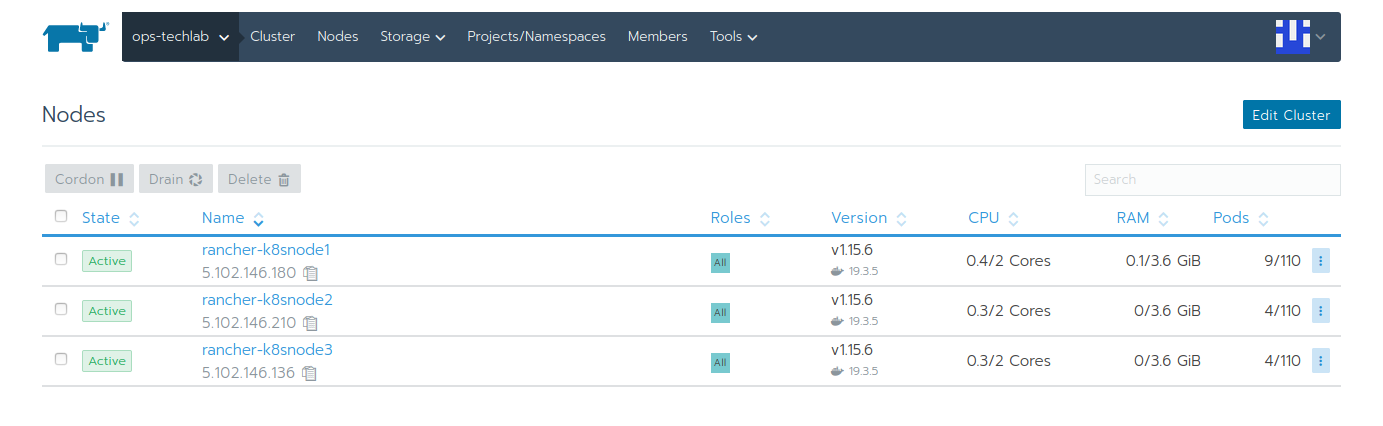 ops-techlab Cluster Nodes Storage Projects/Namespaces Members Tools
Nodes
Edit Cluster
Cordon Drain Delete
Search
State Name Roles Version CPU RAM Pods
Active rancher-k8snode1 All v1.15.6 0.4/2 Cores 0.1/3.6 GiB 9/110
5.102.146.180 19.3.5
Active rancher-k8snode2 All v1.15.6 0.3/2 Cores 0/3.6 GiB 4/110
5.102.146.210 19.3.5
Active rancher-k8snode3 All v1.15.6 0.3/2 Cores 0/3.6 GiB 4/110
5.102.146.136 19.3.5